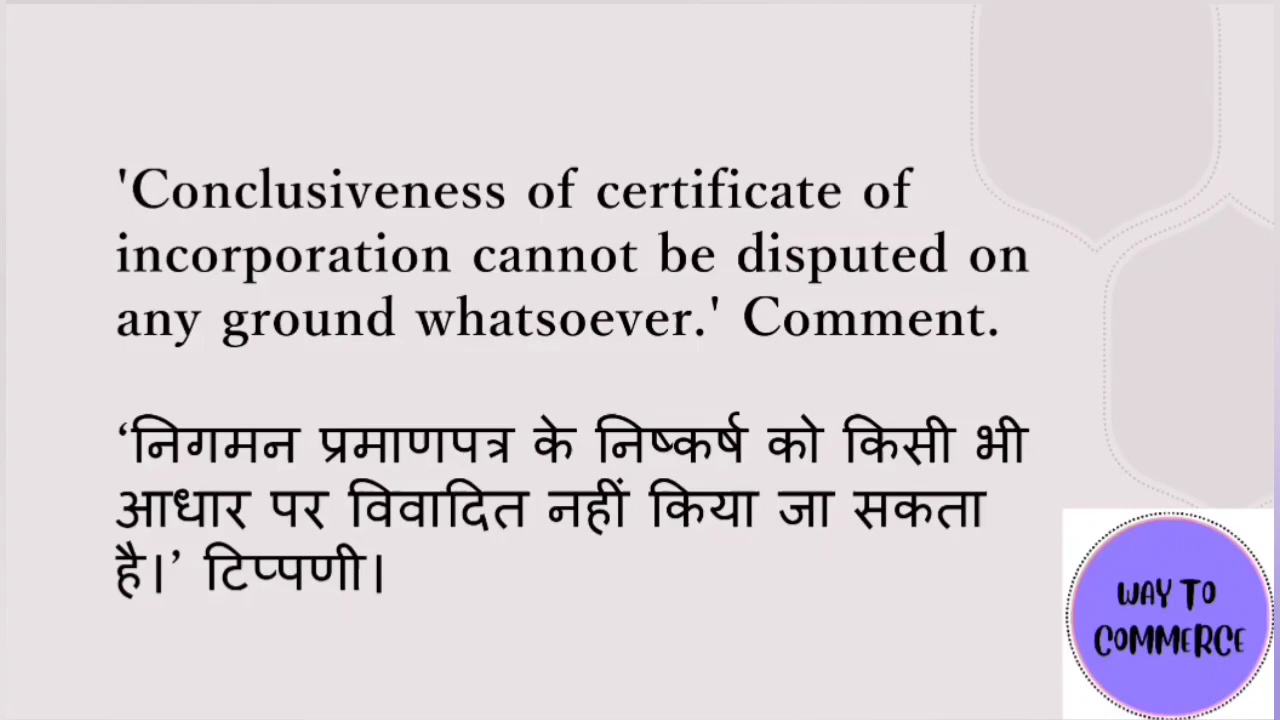 'Conclusiveness of certificate of
incorporation cannot be disputed on
any ground whatsoever.' Comment.
‘निगमन प्रमाणपत्र के निष्कर्ष को किसी भी
आधार पर विवादित नहीं किया जा सकता
है।’ टिप्पणी।
WAY TO
COMMERCE